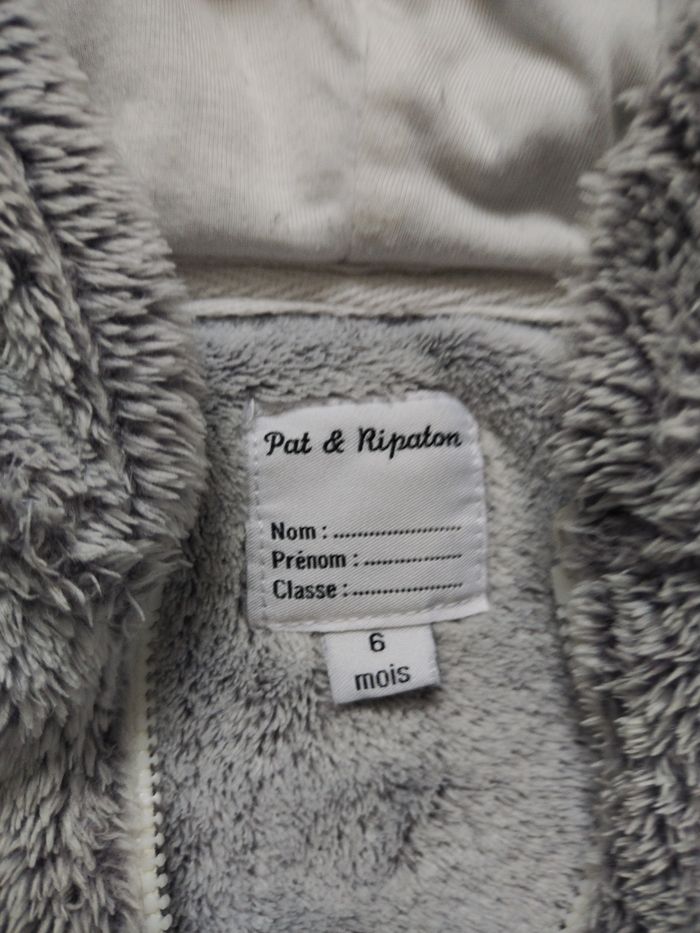 Pat & Ripaton
Nom : ........................
Prénom : ..................
Classe : .....................
6
mois